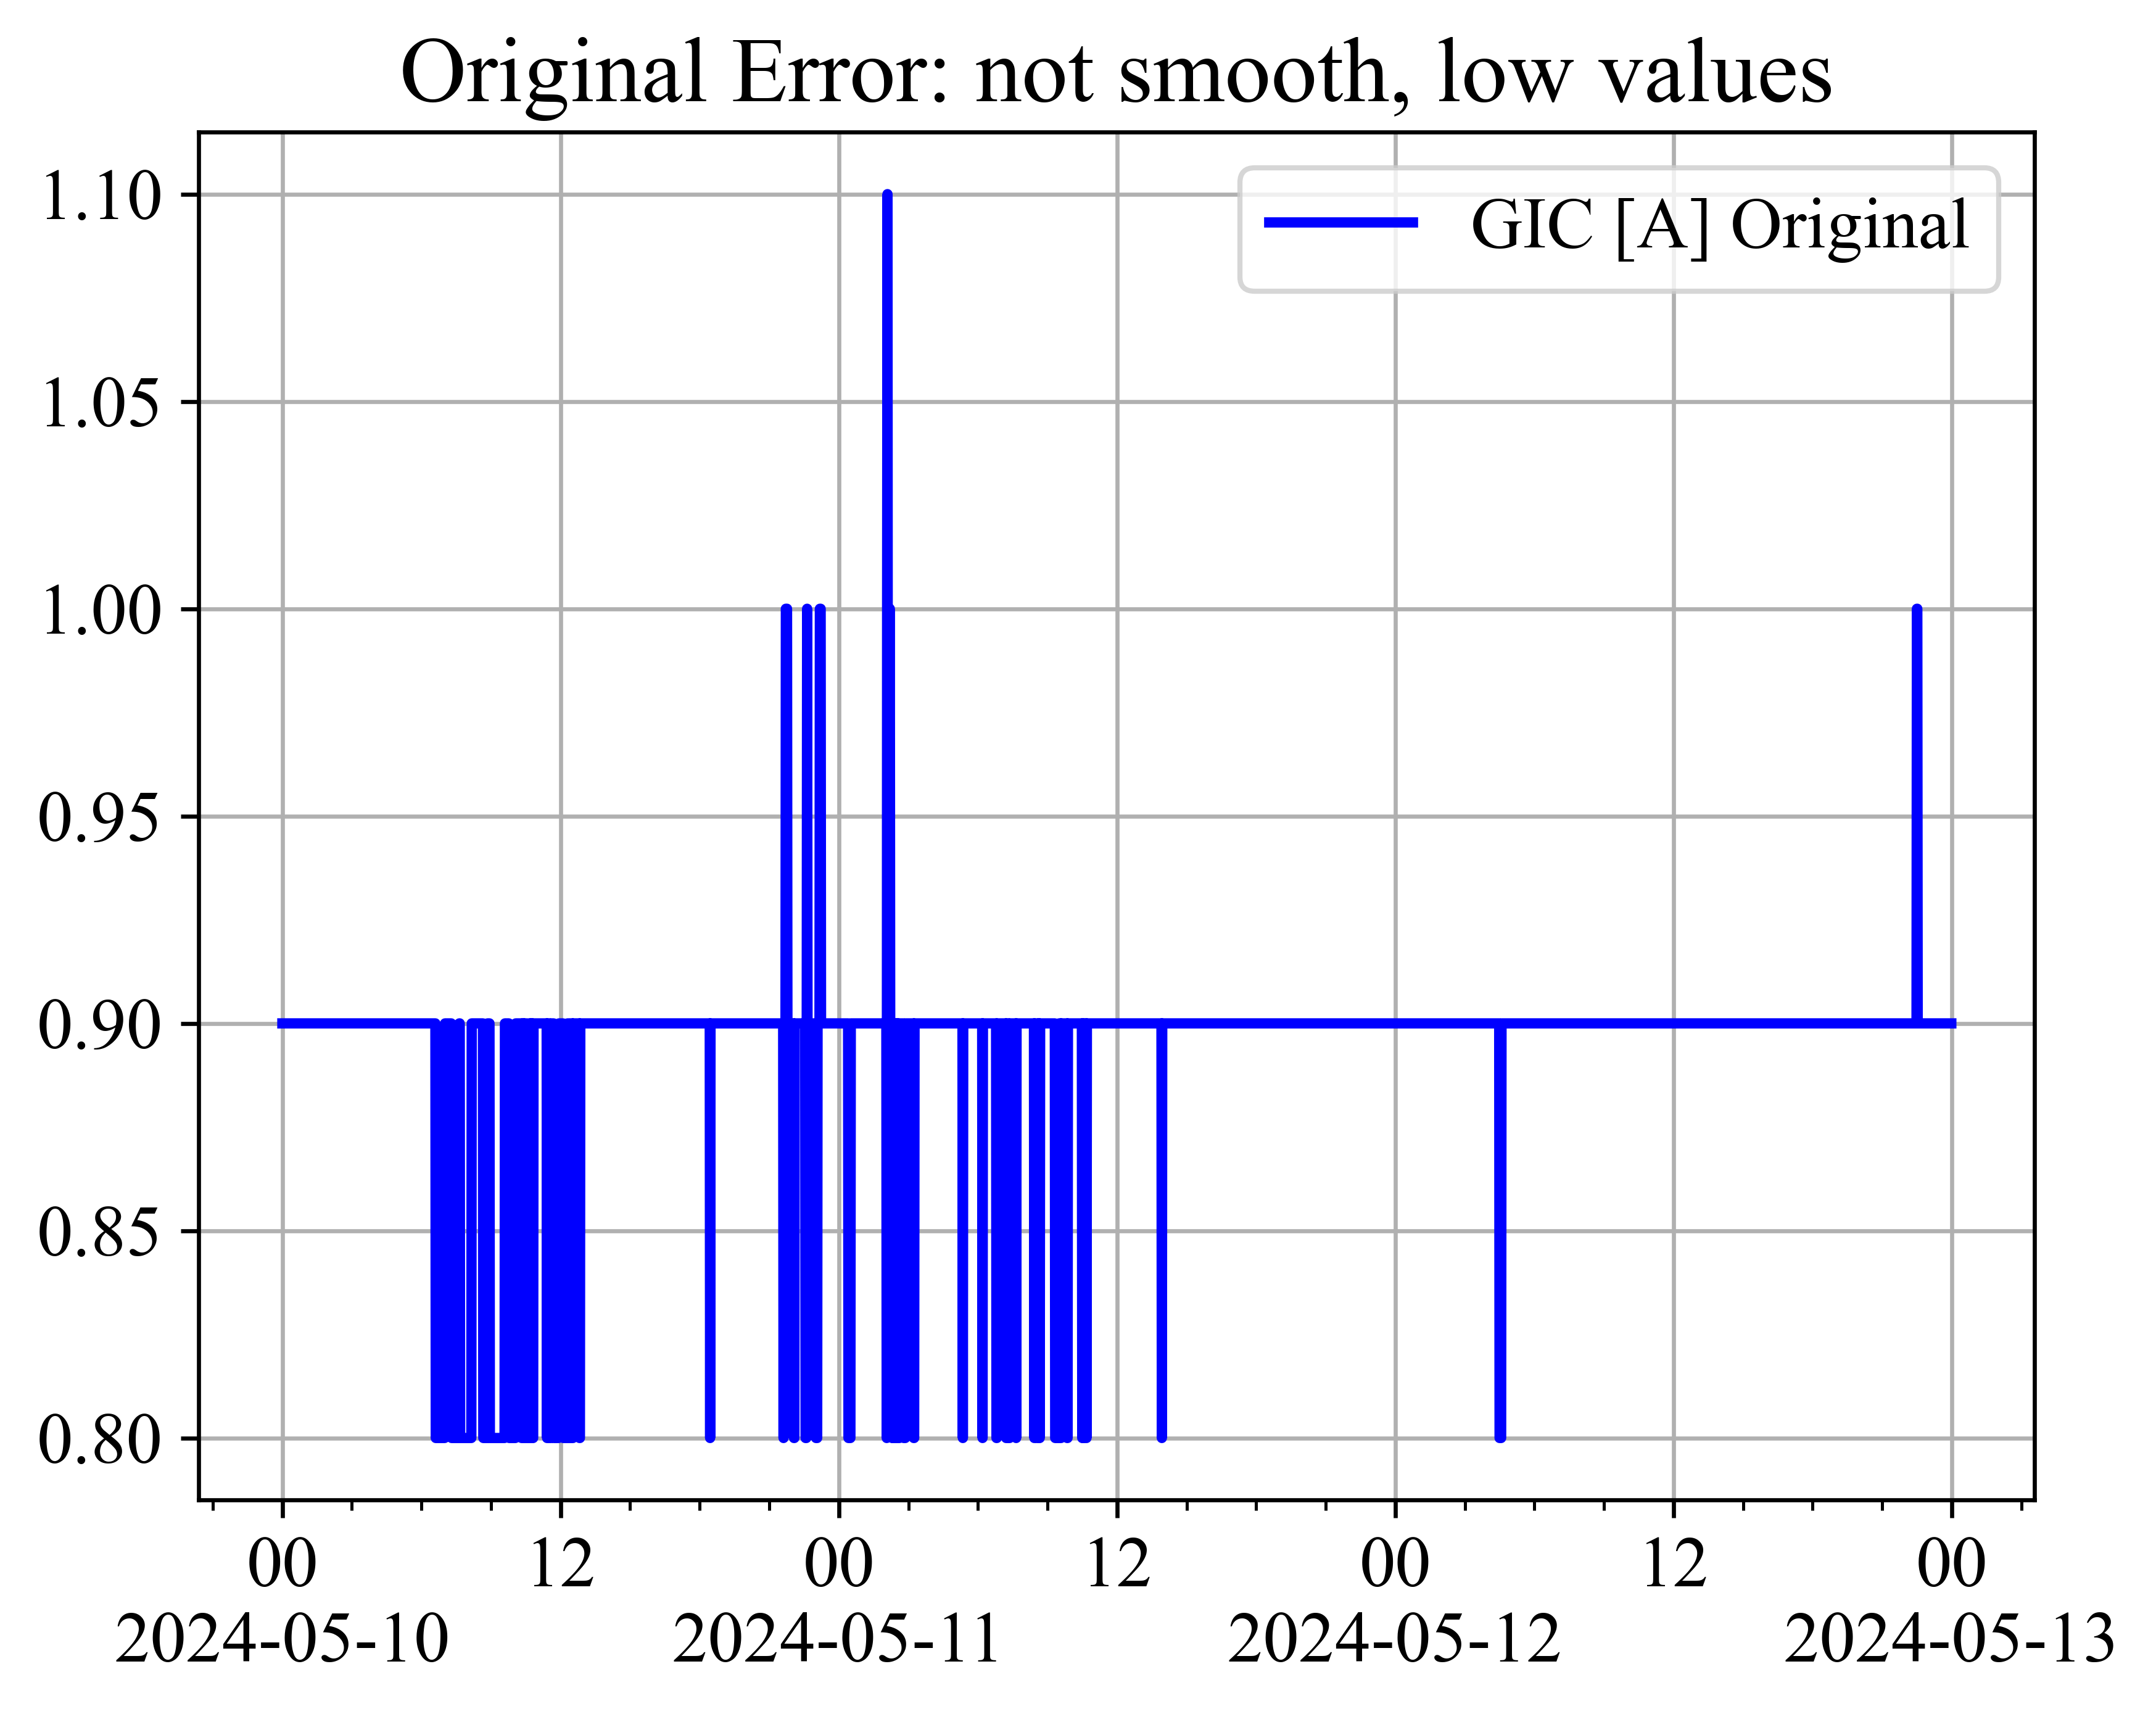 Original Error: not smooth, low values
GIC [A] Original
1.10
1.05
1.00
0.95
0.90
0.85
0.80
00 12 00 12 00 12 00
2024-05-10 2024-05-11 2024-05-12 2024-05-13